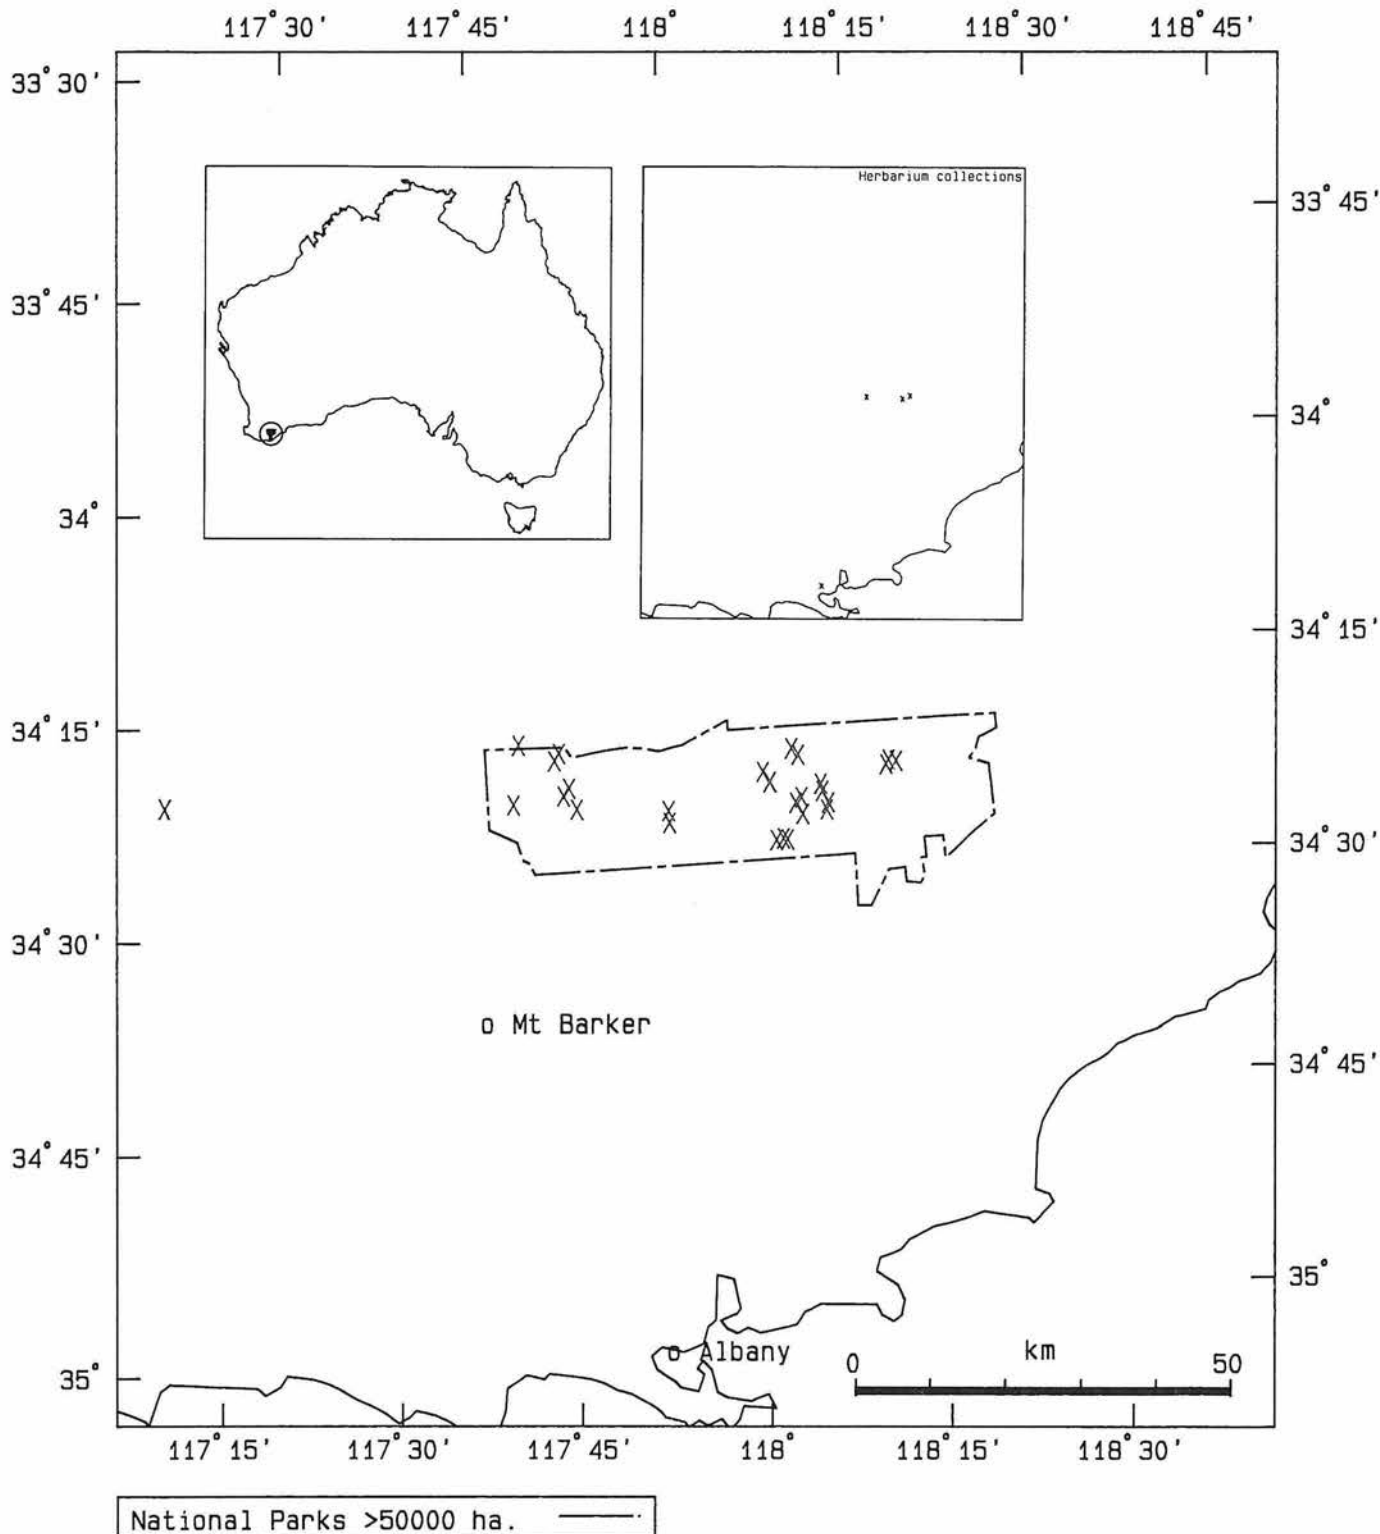 117° 30' 117° 45' 118° 118° 15' 118° 30' 118° 45'
33° 30'
Herbarium collections
33° 45'
33° 45'
34°
34°
34° 15'
34° 15'
34° 30'
34° 30'
o Mt Barker
34° 45'
34° 45'
35°
o Albany
0 km 50
35°
117° 15' 117° 30' 117° 45' 118° 118° 15' 118° 30'
National Parks >50000 ha.